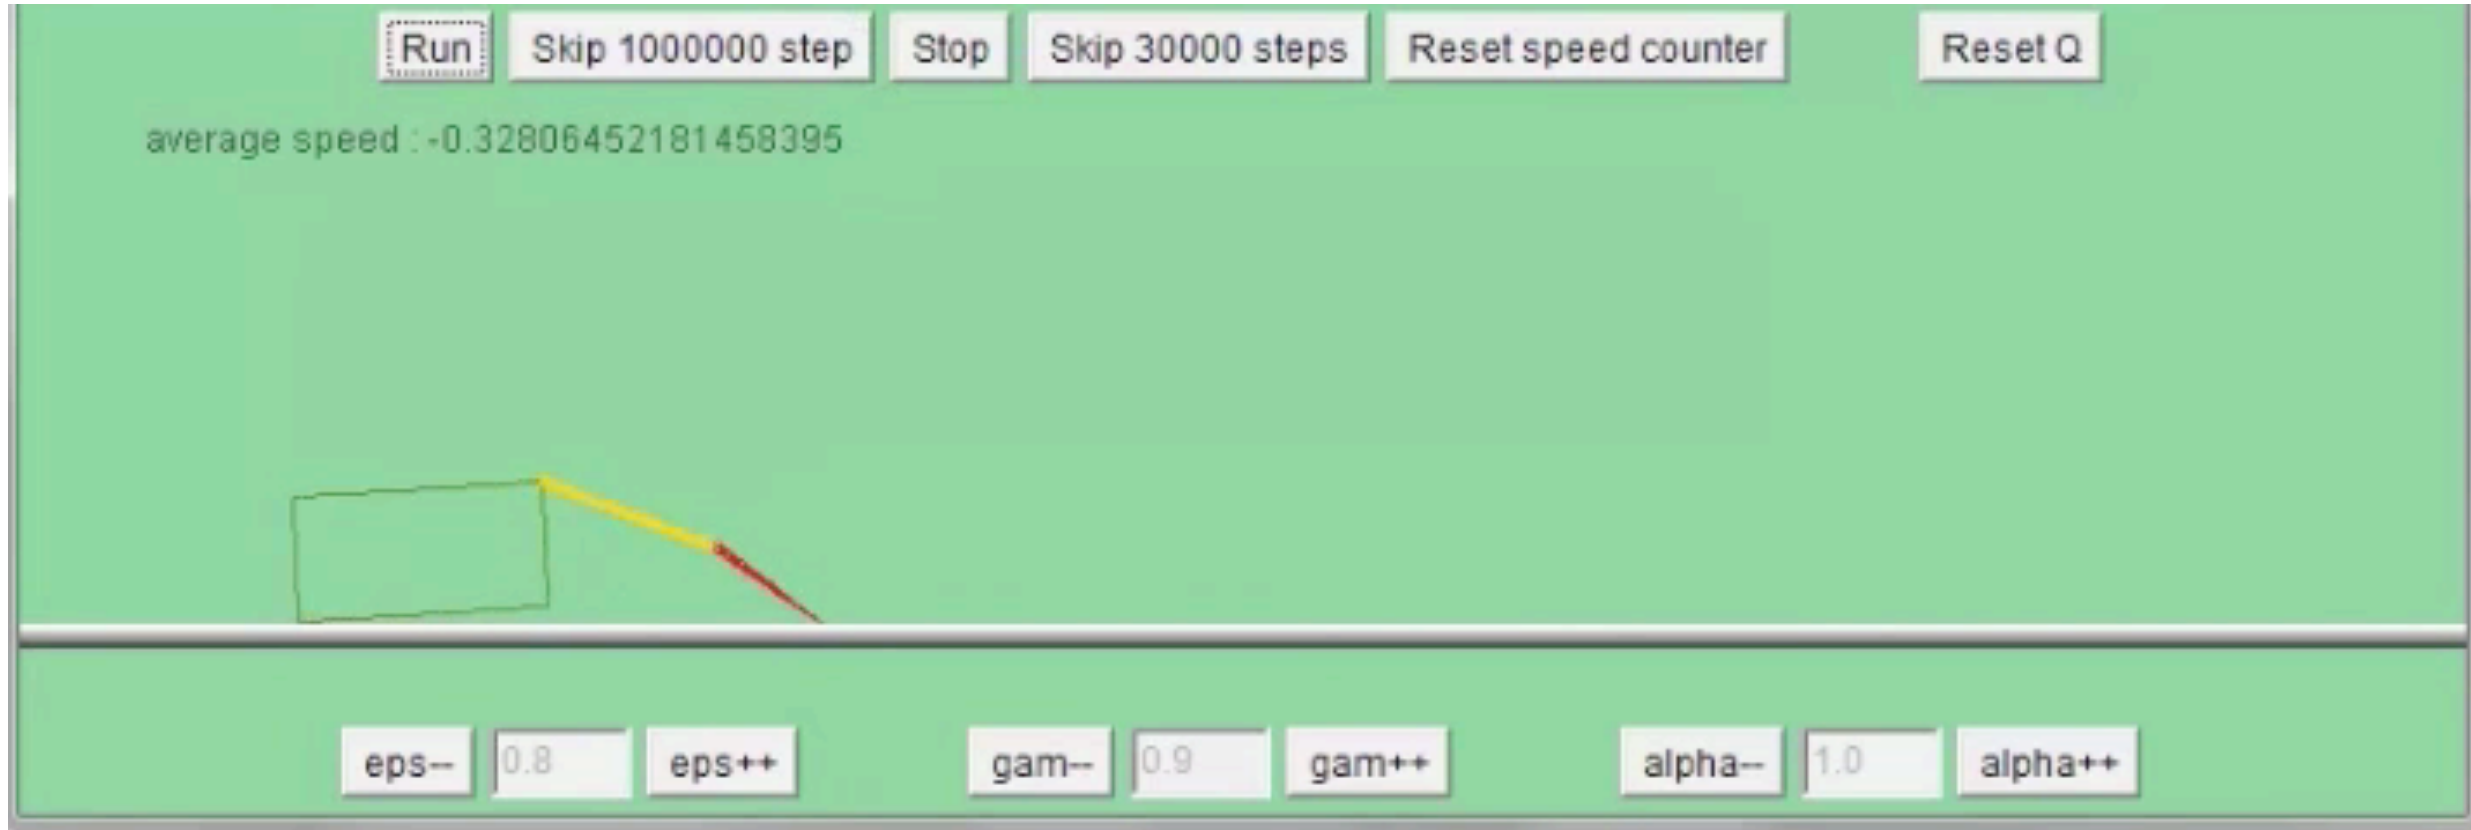 Run Skip 1000000 step Stop Skip 30000 steps Reset speed counter Reset Q
average speed : -0.32806452181458395
eps-- 0.8 eps++ gam-- 0.9 gam++ alpha-- 1.0 alpha++